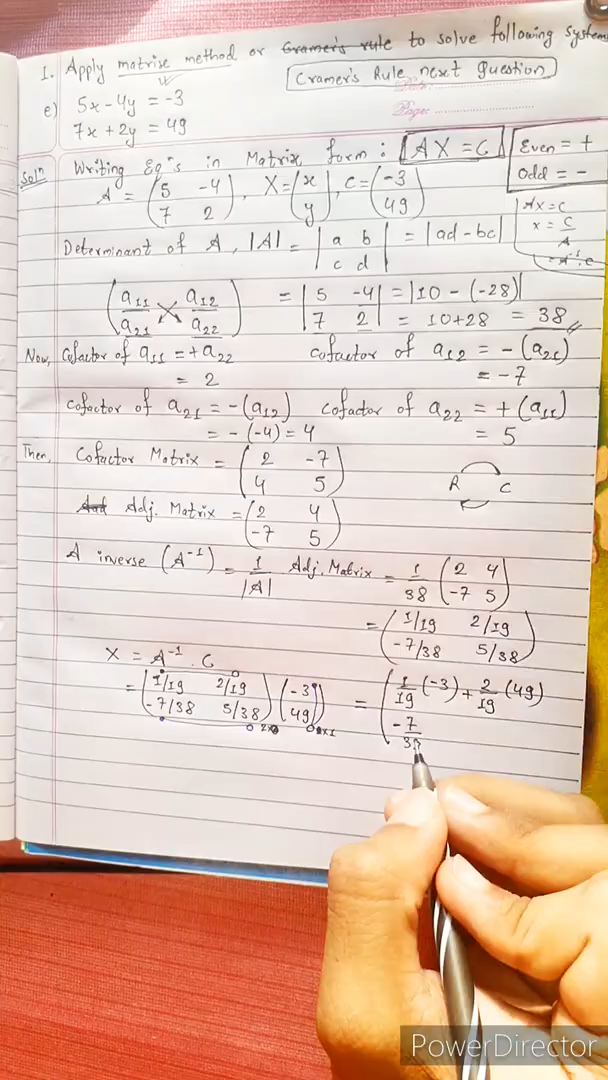 1. Apply matrix method or Cramer's rule to solve following system
Cramer's Rule next Question
Date:
Page:
e) 5x - 4y = -3
7x + 2y = 49
Soln Writing Eqns in Matrix form : AX = C
Even = +
Odd = -
A = (5 -4 / 7 2), X = (x / y), C = (-3 / 49)
AX = C
x = C/A
= A⁻¹.C
Determinant of A, |A| = |a b / c d| = |ad - bc|
(a11 a12 / a21 a22) = |5 -4 / 7 2| = |10 - (-28)|
= 10+28 = 38
Now, Cofactor of a11 = +a22 cofactor of a12 = -(a21)
= 2 = -7
cofactor of a21 = -(a12) cofactor of a22 = +(a11)
= -(-4) = 4 = 5
Then, Cofactor Matrix = (2 -7 / 4 5)
R C
Adj. Matrix = (2 4 / -7 5)
A inverse (A⁻¹) = 1/|A| Adj. Matrix = 1/38 (2 4 / -7 5)
= (1/19 2/19 / -7/38 5/38)
X = A⁻¹ . C
= (1/19 2/19 / -7/38 5/38) (-3 / 49) = (1/19 (-3) + 2/19 (49) / -7/38
PowerDirector